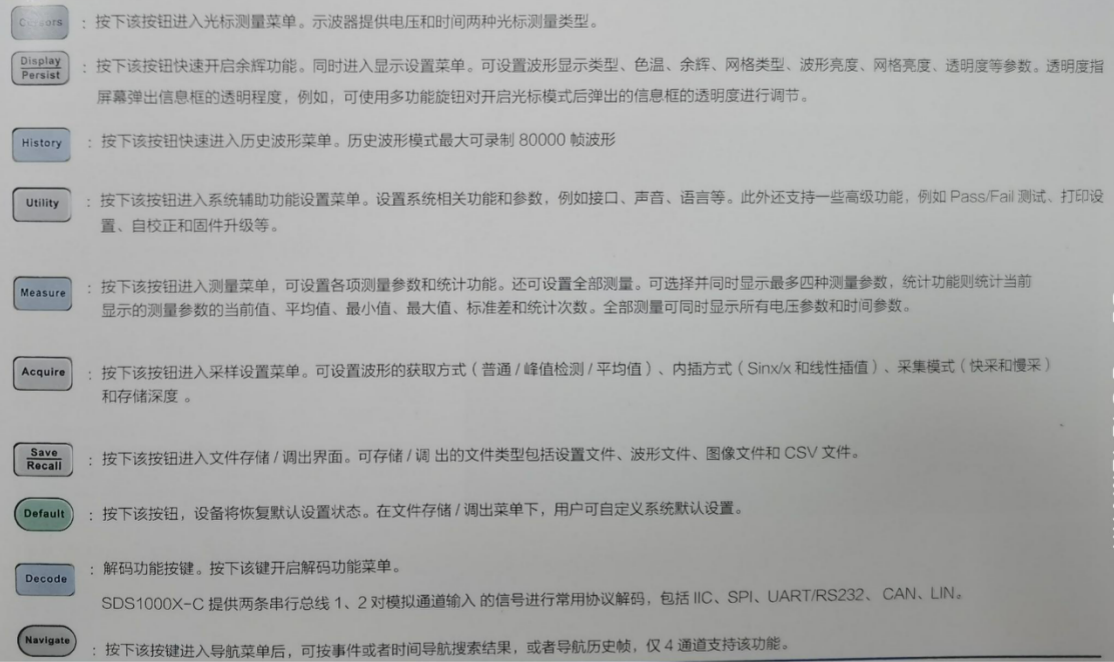 Cursors ：按下该按钮进入光标测量菜单。示波器提供电压和时间两种光标测量类型。
Display
Persist ：按下该按钮快速开启余辉功能。同时进入显示设置菜单。可设置波形显示类型、色温、余辉、网格类型、波形亮度、网格亮度、透明度等参数。透明度指
屏幕弹出信息框的透明程度，例如，可使用多功能旋钮对开启光标模式后弹出的信息框的透明度进行调节。
History ：按下该按钮快速进入历史波形菜单。历史波形模式最大可录制 80000 帧波形
Utility ：按下该按钮进入系统辅助功能设置菜单。设置系统相关功能和参数，例如接口、声音、语言等。此外还支持一些高级功能，例如 Pass/Fail 测试、打印设
置、自校正和固件升级等。
Measure ：按下该按钮进入测量菜单，可设置各项测量参数和统计功能。还可设置全部测量。可选择并同时显示最多四种测量参数，统计功能则统计当前
显示的测量参数的当前值、平均值、最小值、最大值、标准差和统计次数。全部测量可同时显示所有电压参数和时间参数。
Acquire ：按下该按钮进入采样设置菜单。可设置波形的获取方式（普通 / 峰值检测 / 平均值）、内插方式（Sinx/x 和线性插值）、采集模式（快采和慢采）
和存储深度 。
Save
Recall ：按下该按钮进入文件存储 / 调出界面。可存储 / 调 出的文件类型包括设置文件、波形文件、图像文件和 CSV 文件。
Default ：按下该按钮，设备将恢复默认设置状态。在文件存储 / 调出菜单下，用户可自定义系统默认设置。
Decode ：解码功能按键。按下该键开启解码功能菜单。
SDS1000X-C 提供两条串行总线 1、2 对模拟通道输入 的信号进行常用协议解码，包括 IIC、SPI、UART/RS232、 CAN、LIN。
Navigate ：按下该按键进入导航菜单后，可按事件或者时间导航搜索结果，或者导航历史帧，仅 4 通道支持该功能。